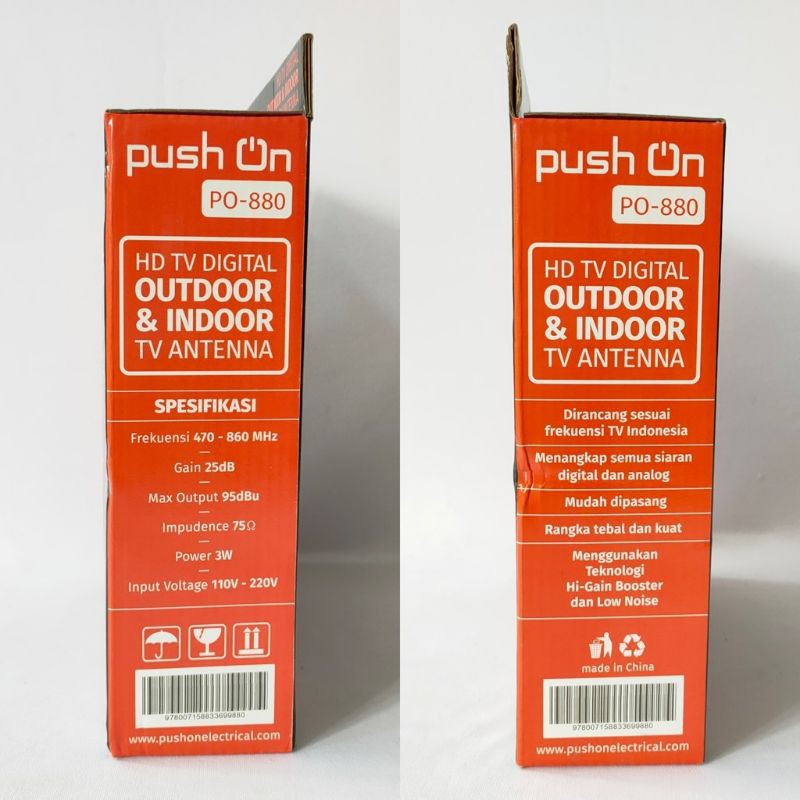 push On
PO-880
HD TV DIGITAL
OUTDOOR
& INDOOR
TV ANTENNA
SPESIFIKASI
Frekuensi 470 - 860 MHz
Gain 25dB
Max Output 95dBu
Impudence 75Ω
Power 3W
Input Voltage 110V - 220V
9780071588336998​80
www.pushonelectrical.com
push On
PO-880
HD TV DIGITAL
OUTDOOR
& INDOOR
TV ANTENNA
Dirancang sesuai
frekuensi TV Indonesia
Menangkap semua siaran
digital dan analog
Mudah dipasang
Rangka tebal dan kuat
Menggunakan
Teknologi
Hi-Gain Booster
dan Low Noise
made in China
978007158833699880
www.pushonelectrical.com